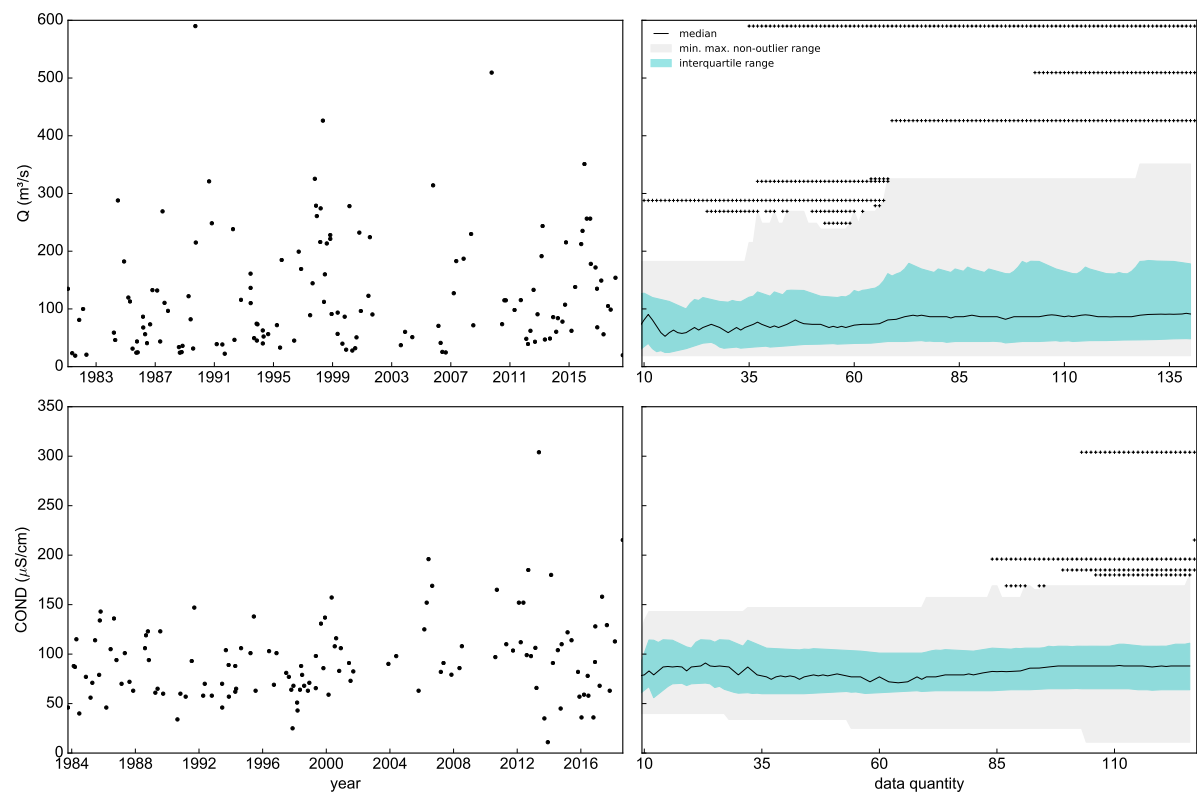 600
500
400
300
200
100
0
Q (m³/s)
1983 1987 1991 1995 1999 2003 2007 2011 2015
median
min. max. non-outlier range
interquartile range
10 35 60 85 110 135
350
300
250
200
150
100
50
0
COND (μS/cm)
1984 1988 1992 1996 2000 2004 2008 2012 2016
year
10 35 60 85 110
data quantity